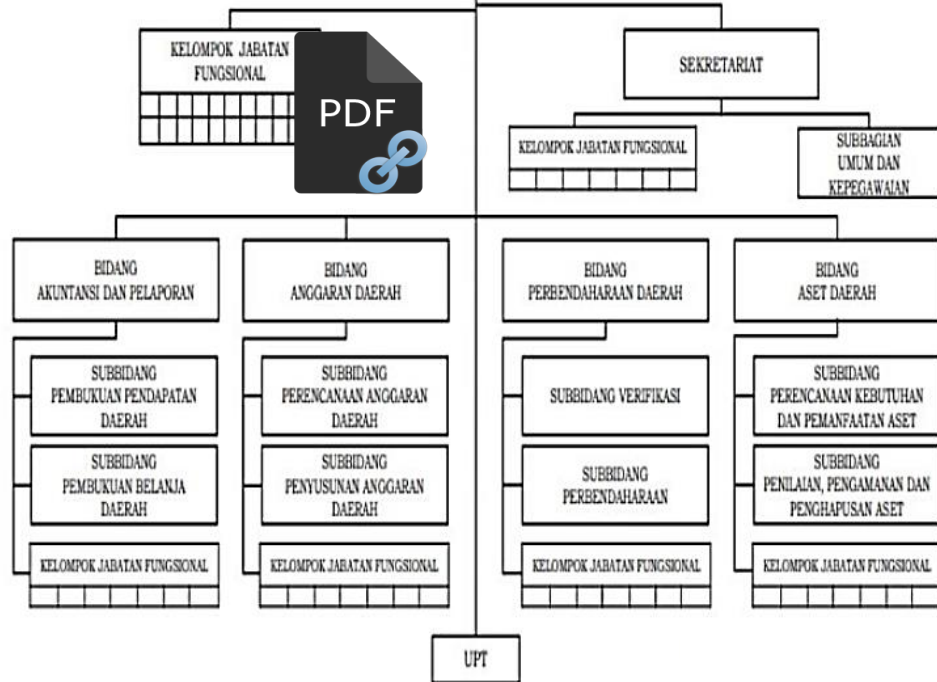 KELOMPOK JABATAN
FUNGSIONAL
PDF
SEKRETARIAT
KELOMPOK JABATAN FUNGSIONAL
SUBBAGIAN
UMUM DAN
KEPEGAWAIAN
BIDANG
AKUNTANSI DAN PELAPORAN
BIDANG
ANGGARAN DAERAH
BIDANG
PERBENDAHARAAN DAERAH
BIDANG
ASET DAERAH
SUBBIDANG
PEMBUKUAN PENDAPATAN
DAERAH
SUBBIDANG
PERENCANAAN ANGGARAN
DAERAH
SUBBIDANG VERIFIKASI
SUBBIDANG
PERENCANAAN KEBUTUHAN
DAN PEMANFAATAN ASET
SUBBIDANG
PEMBUKUAN BELANJA
DAERAH
SUBBIDANG
PENYUSUNAN ANGGARAN
DAERAH
SUBBIDANG
PERBENDAHARAAN
SUBBIDANG
PENILAIAN, PENGAMANAN DAN
PENGHAPUSAN ASET
KELOMPOK JABATAN FUNGSIONAL
KELOMPOK JABATAN FUNGSIONAL
KELOMPOK JABATAN FUNGSIONAL
KELOMPOK JABATAN FUNGSIONAL
UPT